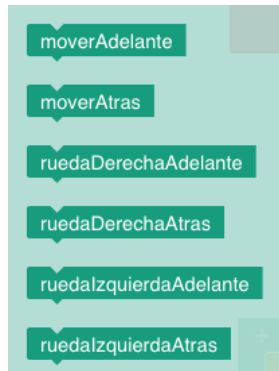 moverAdelante
moverAtras
ruedaDerechaAdelante
ruedaDerechaAtras
ruedaIzquierdaAdelante
ruedaIzquierdaAtras